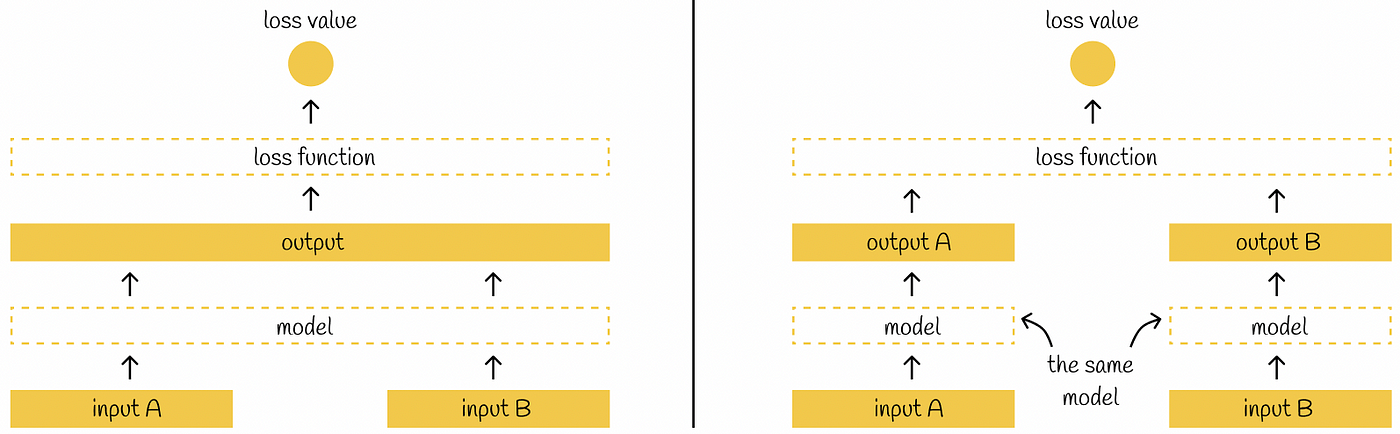 loss value
loss function
output
model
input A
input B
loss value
loss function
output A
output B
model
model
the same
model
input A
input B